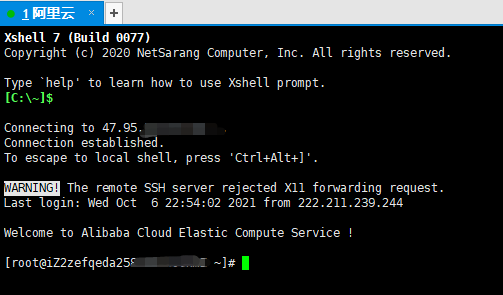 1 阿里云 × +
Xshell 7 (Build 0077)
Copyright (c) 2020 NetSarang Computer, Inc. All rights reserved.
Type `help' to learn how to use Xshell prompt.
[C:\~]$
Connecting to 47.95.
Connection established.
To escape to local shell, press 'Ctrl+Alt+]'.
WARNING! The remote SSH server rejected X11 forwarding request.
Last login: Wed Oct  6 22:54:02 2021 from 222.211.239.244
Welcome to Alibaba Cloud Elastic Compute Service !
[root@iZ2zefqeda25 ~]#